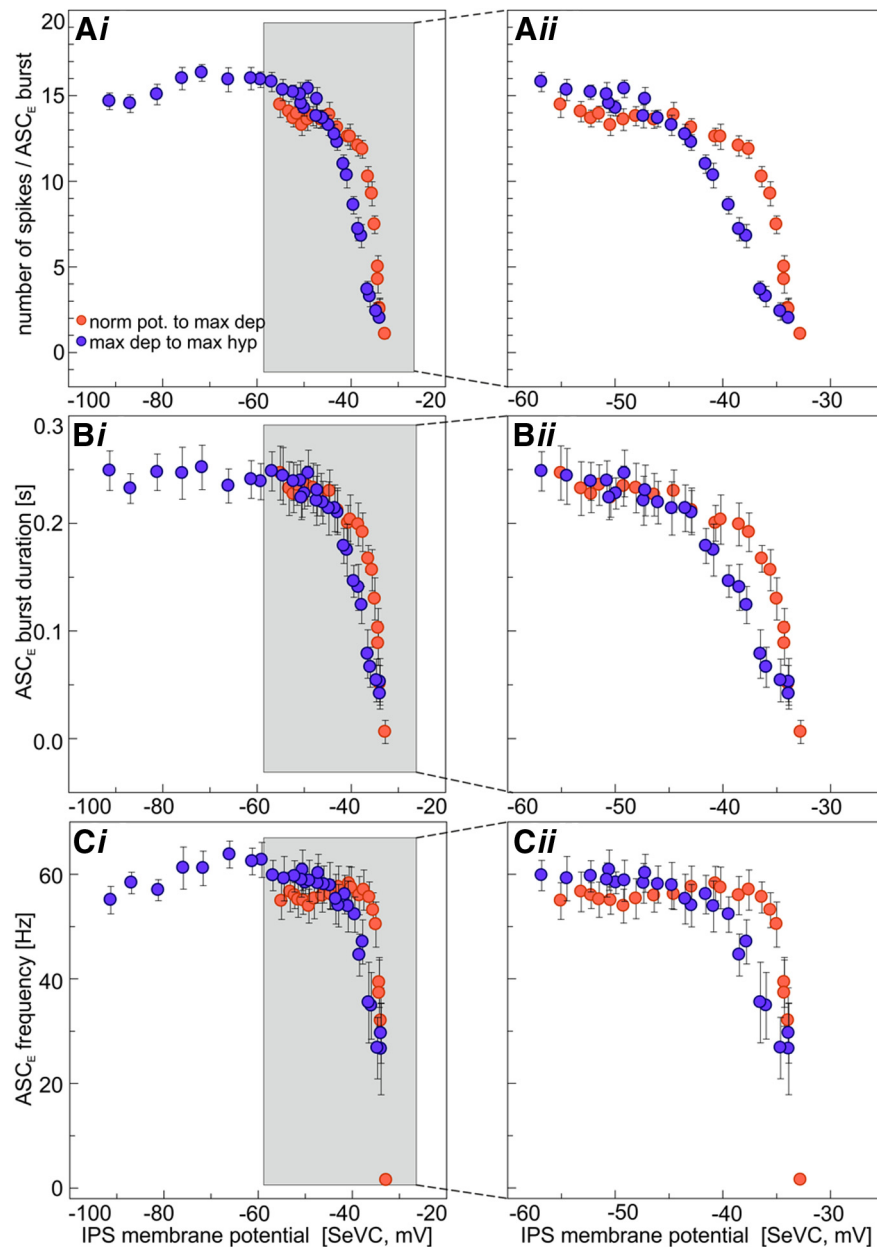 Ai
Aii
20
15
10
5
0
number of spikes / ASC_E burst
norm pot. to max dep
max dep to max hyp
-100 -80 -60 -40 -20
-60 -50 -40 -30
Bi
Bii
0.3
0.2
0.1
0.0
ASC_E burst duration [s]
-100 -80 -60 -40 -20
-60 -50 -40 -30
Ci
Cii
60
40
20
0
ASC_E frequency [Hz]
-100 -80 -60 -40 -20
-60 -50 -40 -30
IPS membrane potential [SeVC, mV]
IPS membrane potential [SeVC, mV]